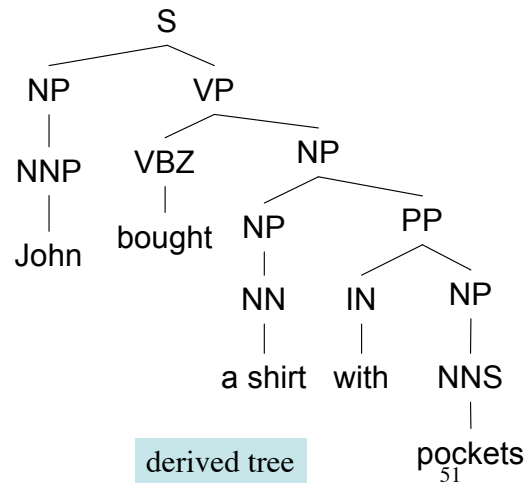 S
NP VP
NNP VBZ NP
John bought NP PP
NN IN NP
a shirt with NNS
derived tree pockets
51